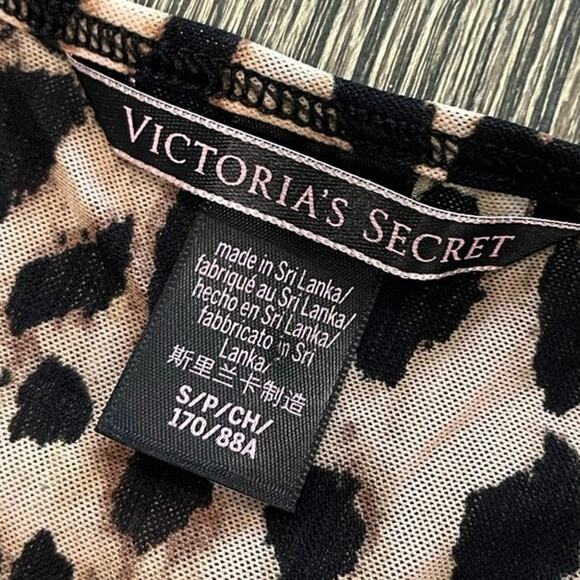 VICTORIA'S SECRET
made in Sri Lanka/
fabriqué au Sri Lanka/
hecho en Sri Lanka/
fabbricato in Sri
Lanka/
斯里兰卡制造
S/P/CH/
170/88A